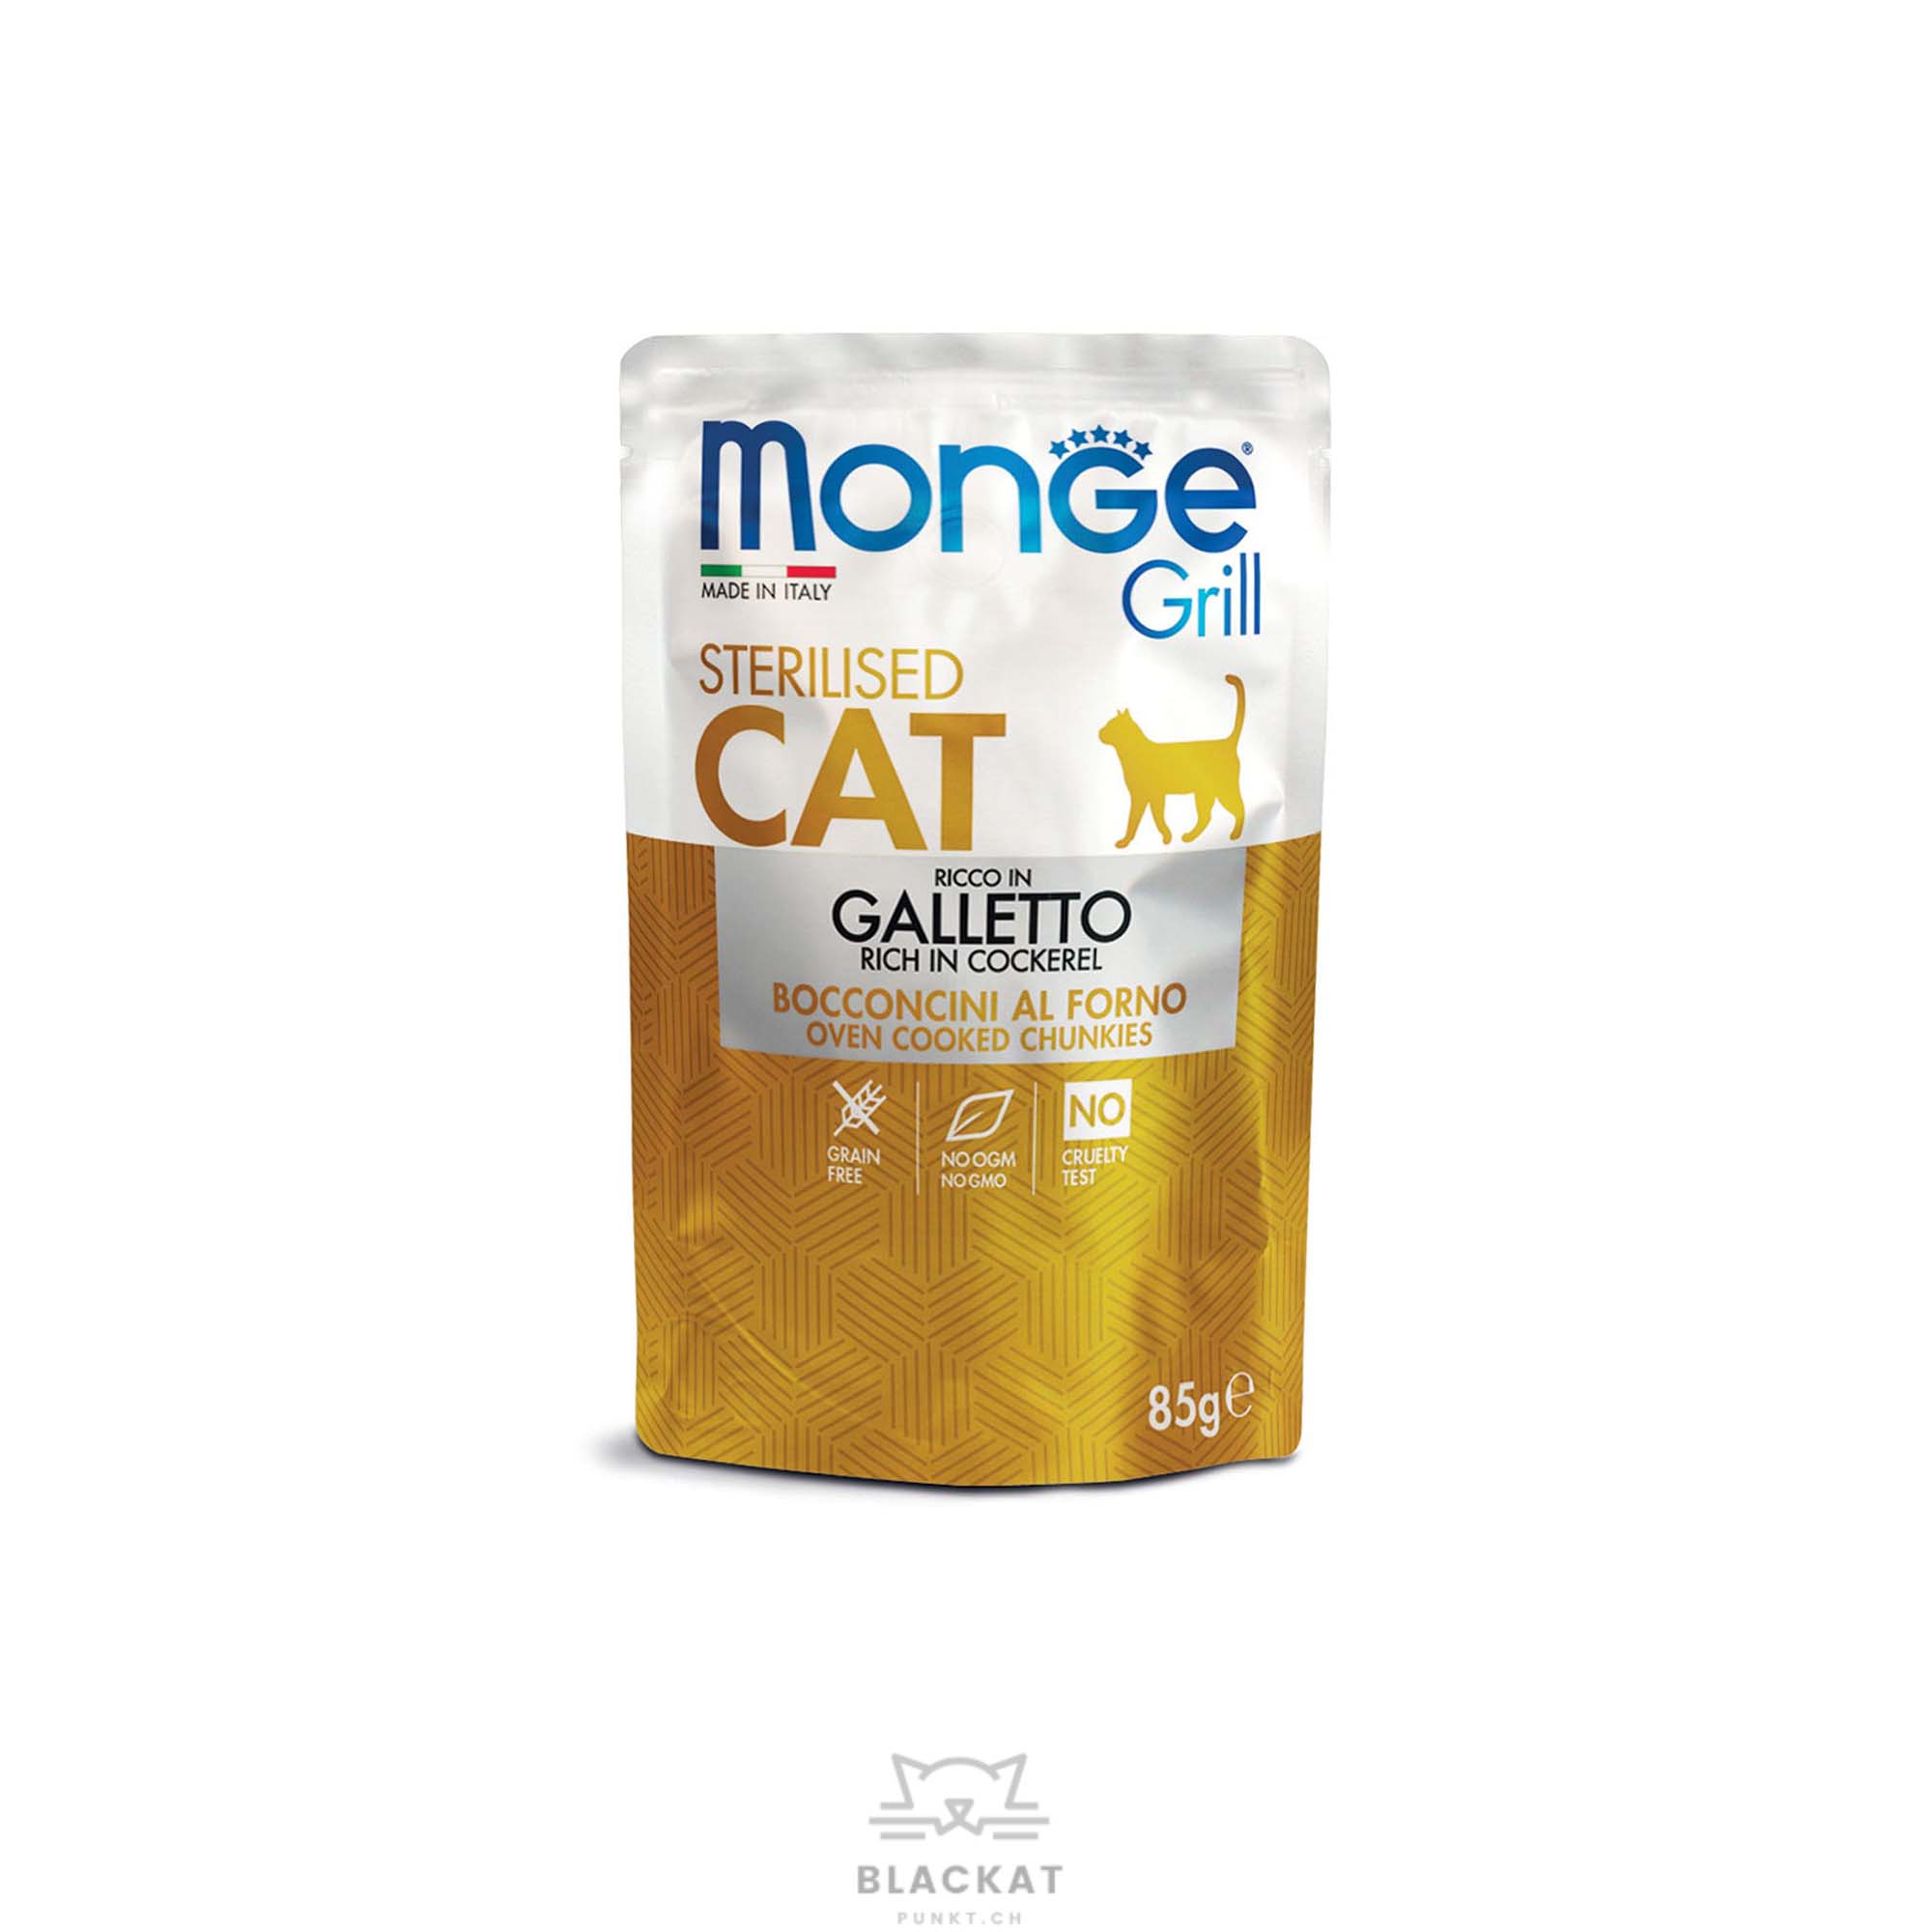 monGe®
Grill
MADE IN ITALY
STERILISED
CAT
RICCO IN
GALLETTO
RICH IN COCKEREL
BOCCONCINI AL FORNO
OVEN COOKED CHUNKIES
GRAIN
FREE
NO OGM
NO GMO
NO
CRUELTY
TEST
85g℮
BLACKAT
PUNKT.CH